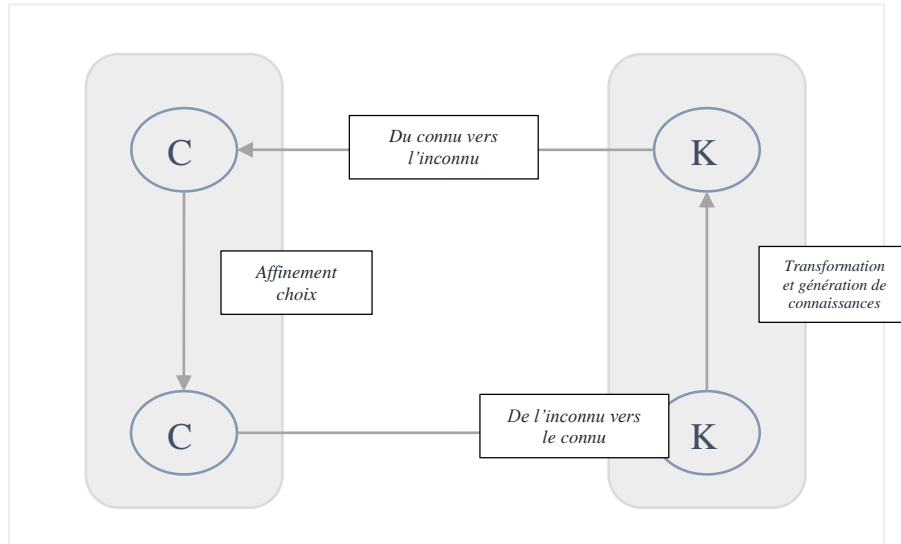 Du connu vers
l’inconnu
C
K
Affinement
choix
Transformation
et génération de
connaissances
De l’inconnu vers
le connu
C
K